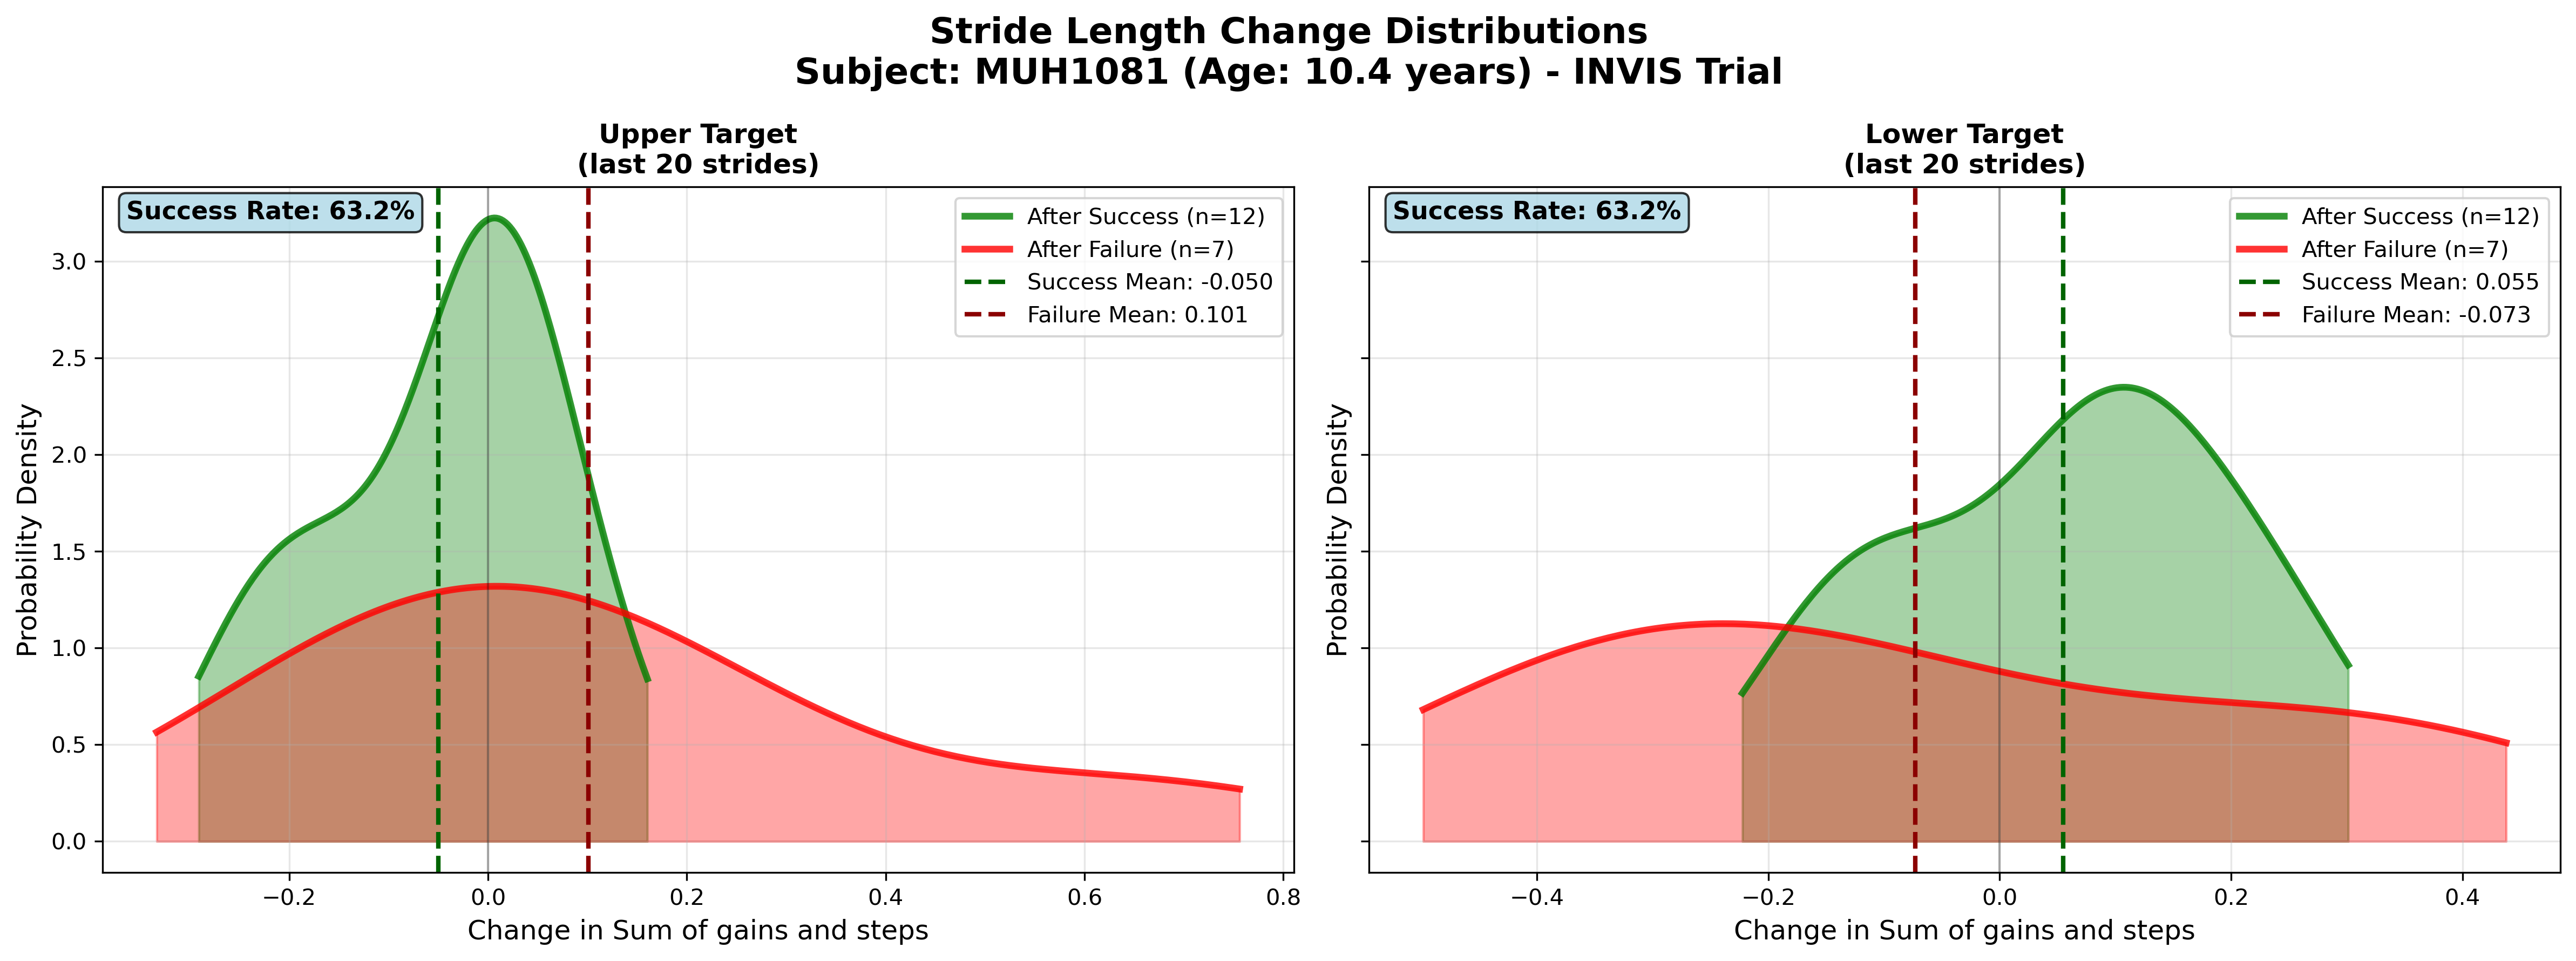 Stride Length Change Distributions
Subject: MUH1081 (Age: 10.4 years) - INVIS Trial
Upper Target
(last 20 strides)
Success Rate: 63.2%
After Success (n=12)
After Failure (n=7)
Success Mean: -0.050
Failure Mean: 0.101
Probability Density
3.0
2.5
2.0
1.5
1.0
0.5
0.0
−0.2
0.0
0.2
0.4
0.6
0.8
Change in Sum of gains and steps
Lower Target
(last 20 strides)
Success Rate: 63.2%
After Success (n=12)
After Failure (n=7)
Success Mean: 0.055
Failure Mean: -0.073
Probability Density
−0.4
−0.2
0.0
0.2
0.4
Change in Sum of gains and steps